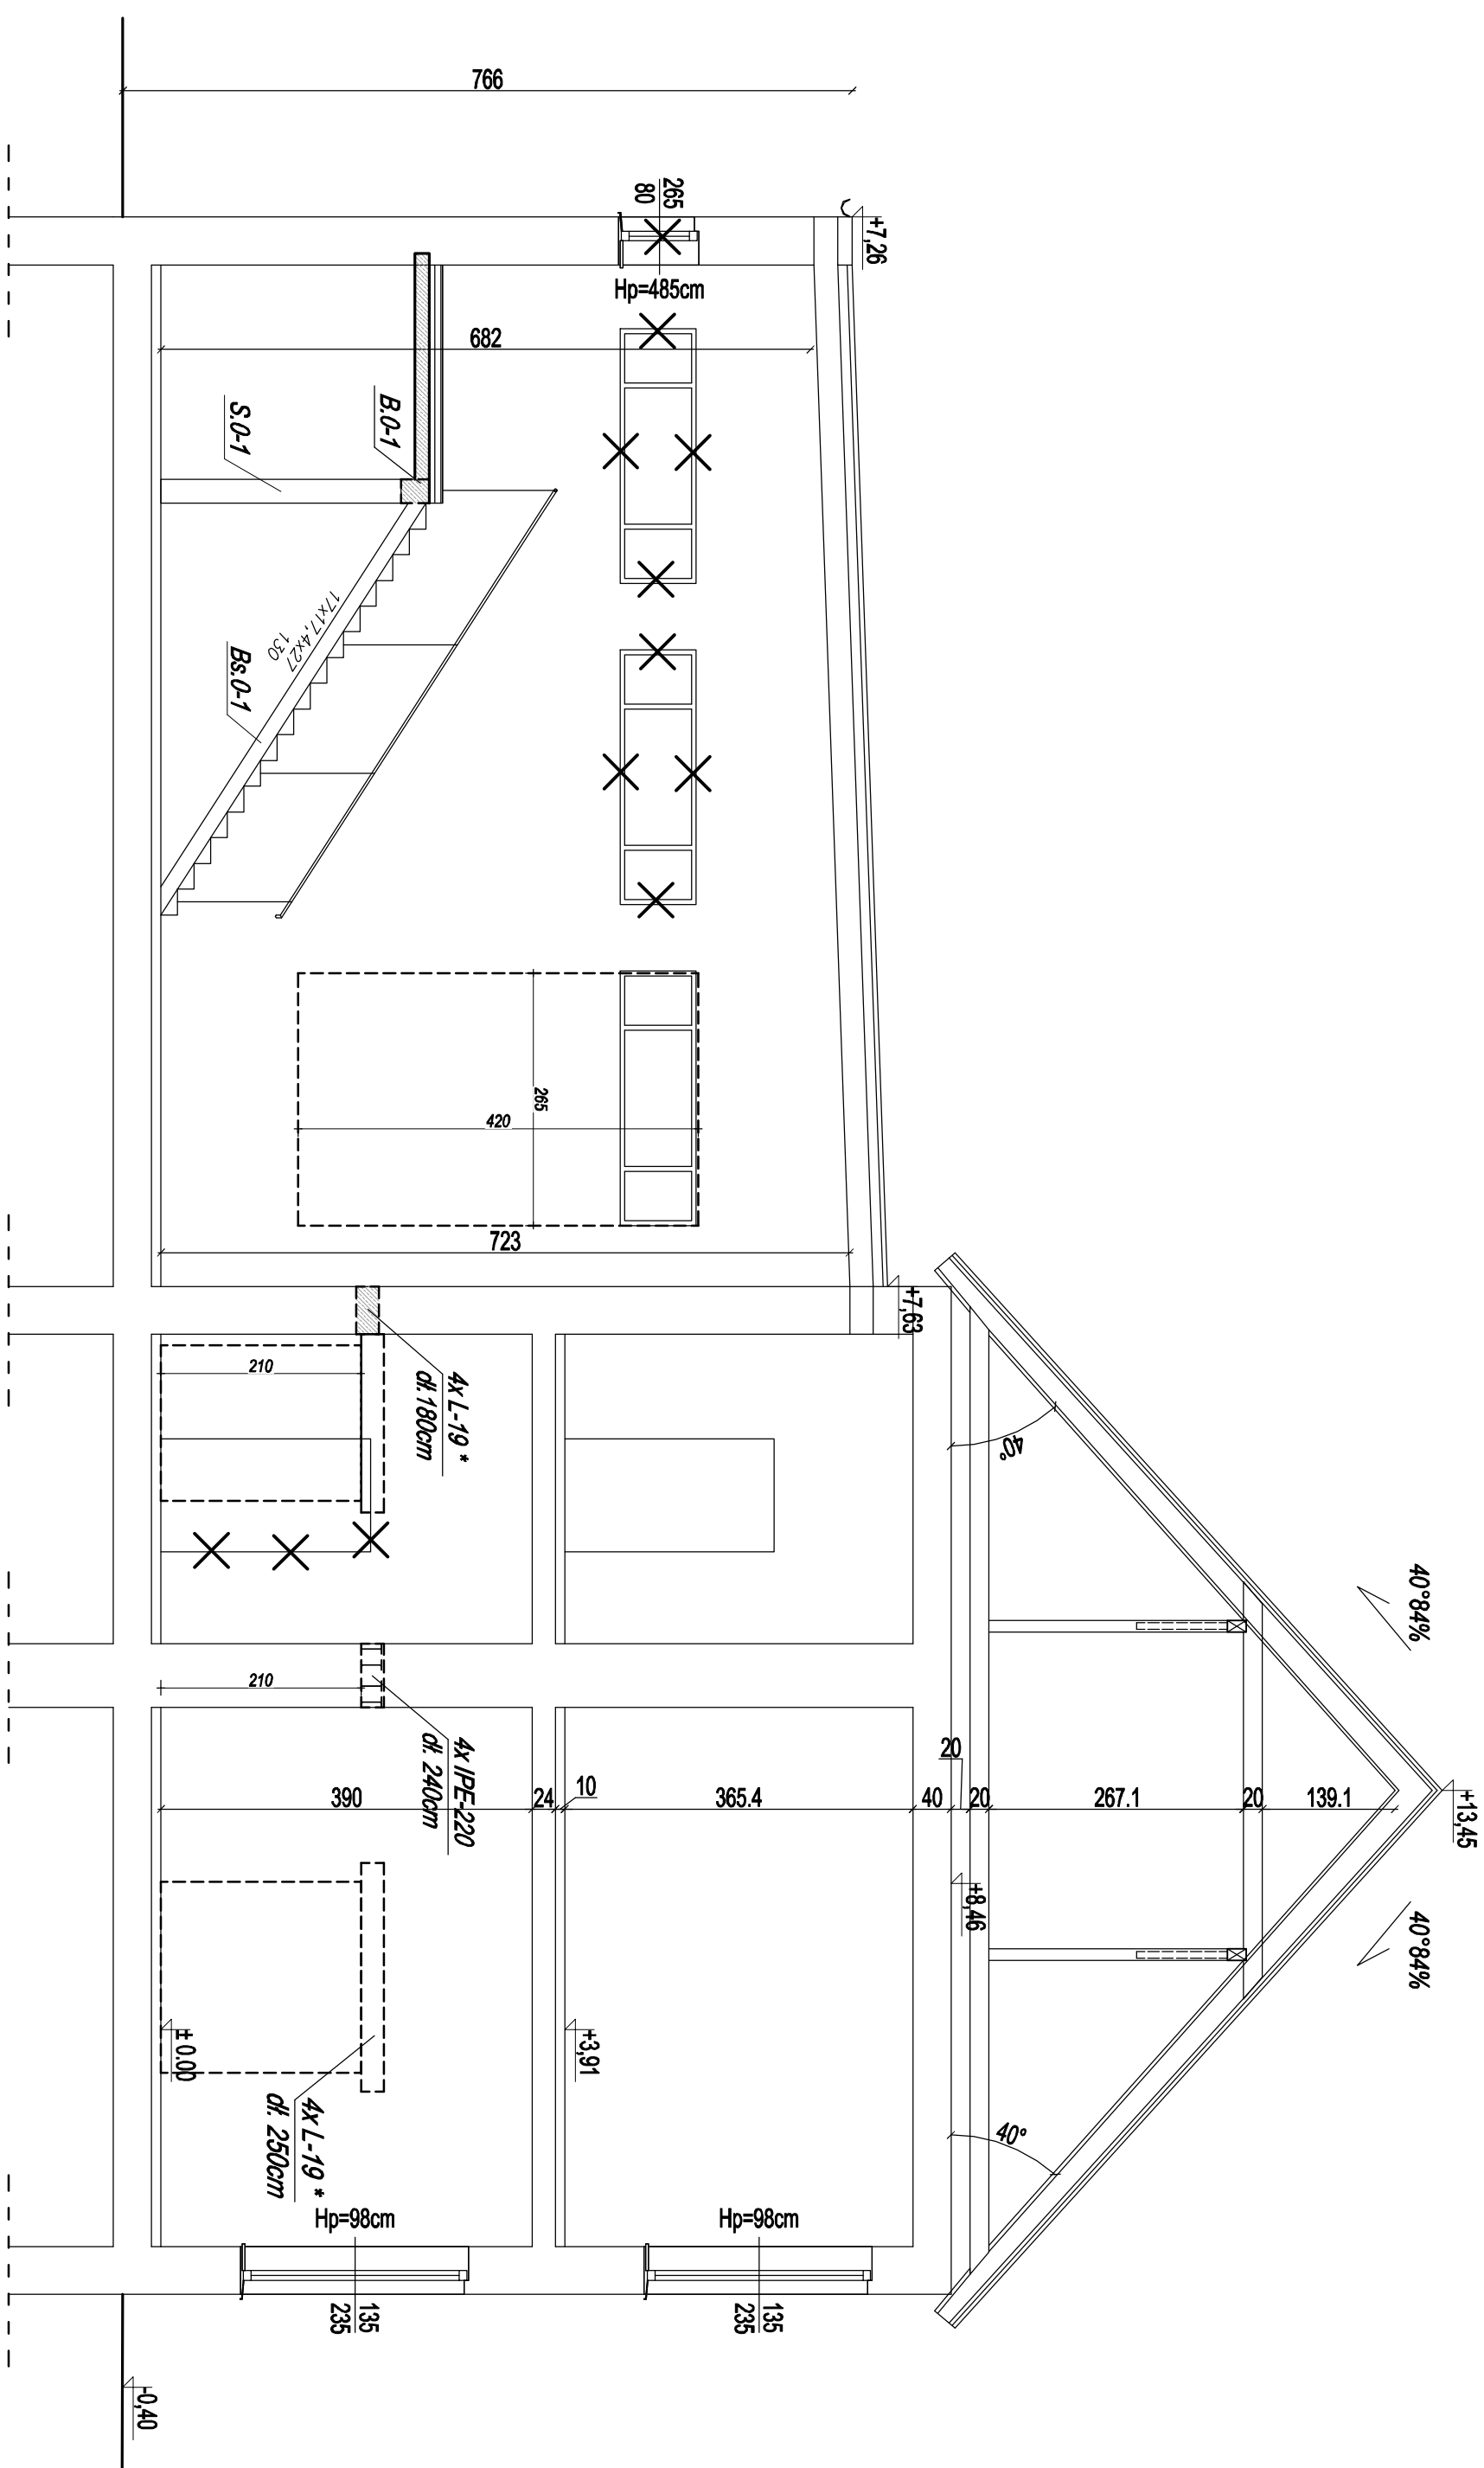 766
265
80
+7,26
Hp=485cm
682
B.0-1
S.0-1
17x17,4x27
130
Bs.0-1
265
420
723
+7,63
210
4x L-19 *
dł.180cm
40°
40°84%
210
4x IPE-220
dł. 240cm
390
24
10
365.4
40
20
20
267.1
20
139.1
+13,45
+8,46
40°84%
±0.00
+3,91
4x L-19 *
dł. 250cm
40°
Hp=98cm
Hp=98cm
135
235
135
235
-0,40